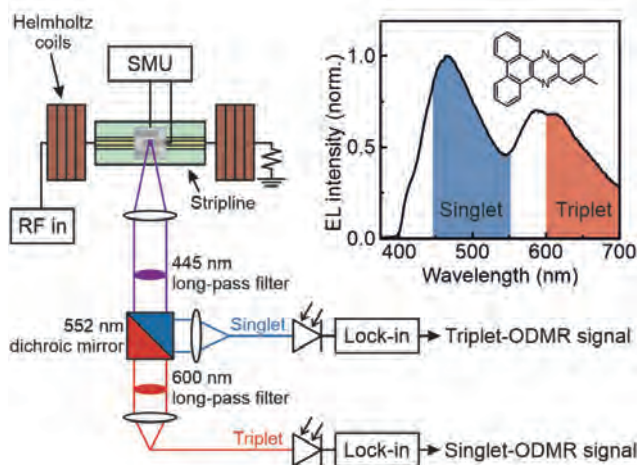 Helmholtz
coils
SMU
Stripline
RF in
445 nm
long-pass filter
552 nm
dichroic mirror
Singlet
Lock-in
Triplet-ODMR signal
600 nm
long-pass filter
Triplet
Lock-in
Singlet-ODMR signal
EL intensity (norm.)
1.0
0.5
0.0
N
N
Singlet
Triplet
400
500
600
700
Wavelength (nm)